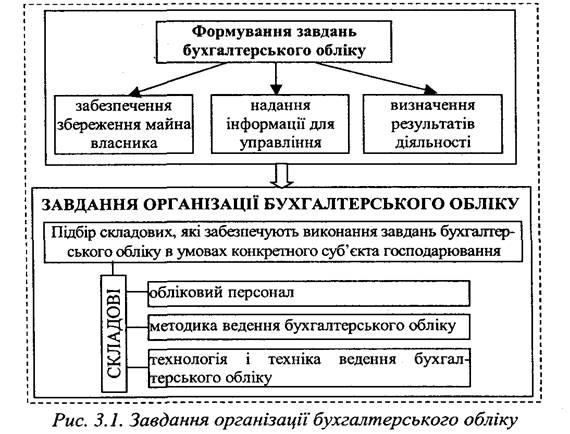 Формування завдань
бухгалтерського обліку
забезпечення
збереження майна
власника
надання
інформації для
управління
визначення
результатів
діяльності
ЗАВДАННЯ ОРГАНІЗАЦІЇ БУХГАЛТЕРСЬКОГО ОБЛІКУ
Підбір складових, які забезпечують виконання завдань бухгалтер-
ського обліку в умовах конкретного суб’єкта господарювання
СКЛАДОВІ
обліковий персонал
методика ведення бухгалтерського обліку
технологія і техніка ведення бухгал-
терського обліку
Рис. 3.1. Завдання організації бухгалтерського обліку